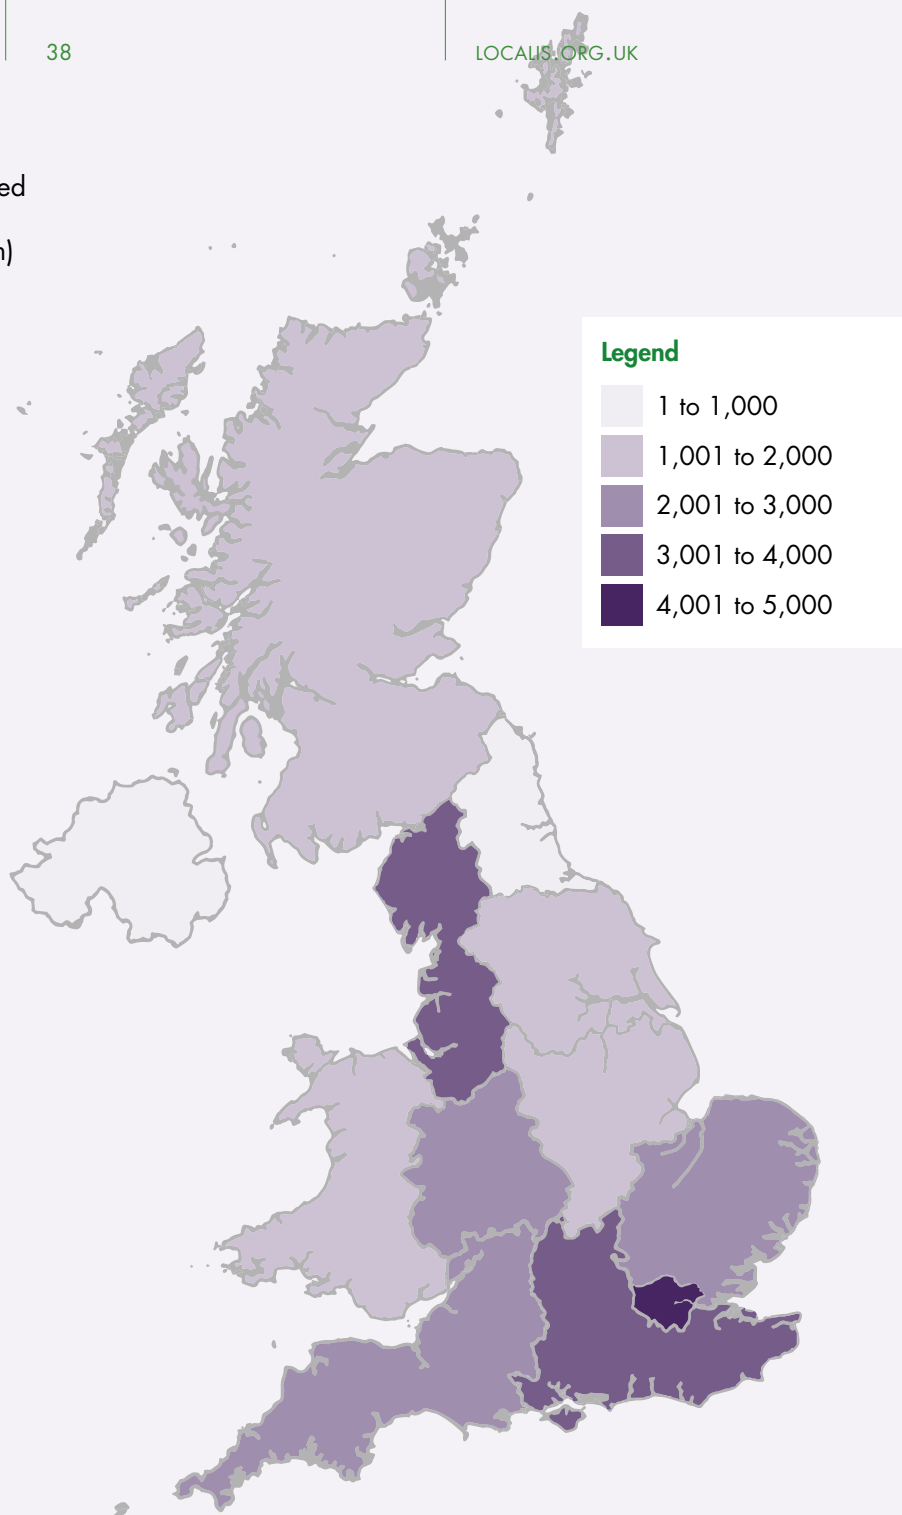 38
LOCALIS.ORG.UK
ed
n)
Legend
1 to 1,000
1,001 to 2,000
2,001 to 3,000
3,001 to 4,000
4,001 to 5,000